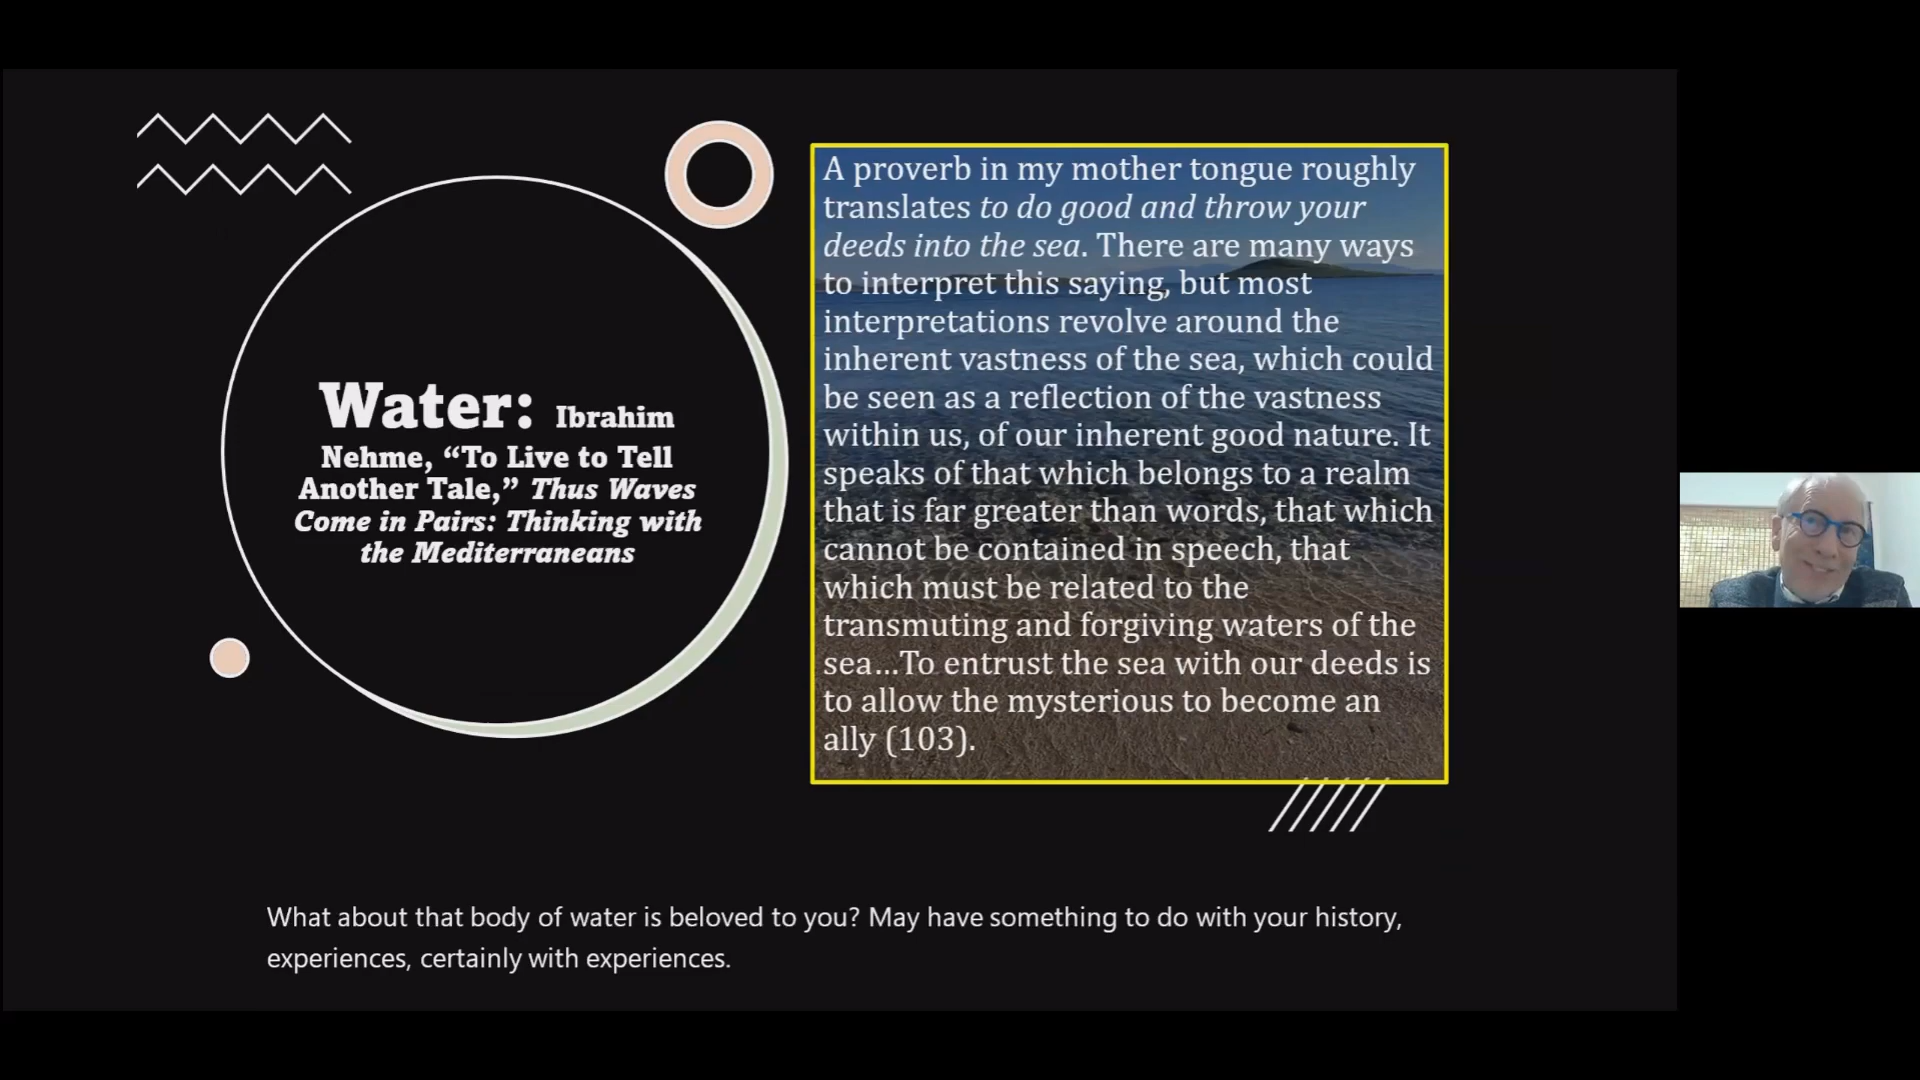 Water: Ibrahim
Nehme, “To Live to Tell
Another Tale,” Thus Waves
Come in Pairs: Thinking with
the Mediterraneans
A proverb in my mother tongue roughly
translates to do good and throw your
deeds into the sea. There are many ways
to interpret this saying, but most
interpretations revolve around the
inherent vastness of the sea, which could
be seen as a reflection of the vastness
within us, of our inherent good nature. It
speaks of that which belongs to a realm
that is far greater than words, that which
cannot be contained in speech, that
which must be related to the
transmuting and forgiving waters of the
sea…To entrust the sea with our deeds is
to allow the mysterious to become an
ally (103).
What about that body of water is beloved to you? May have something to do with your history,
experiences, certainly with experiences.